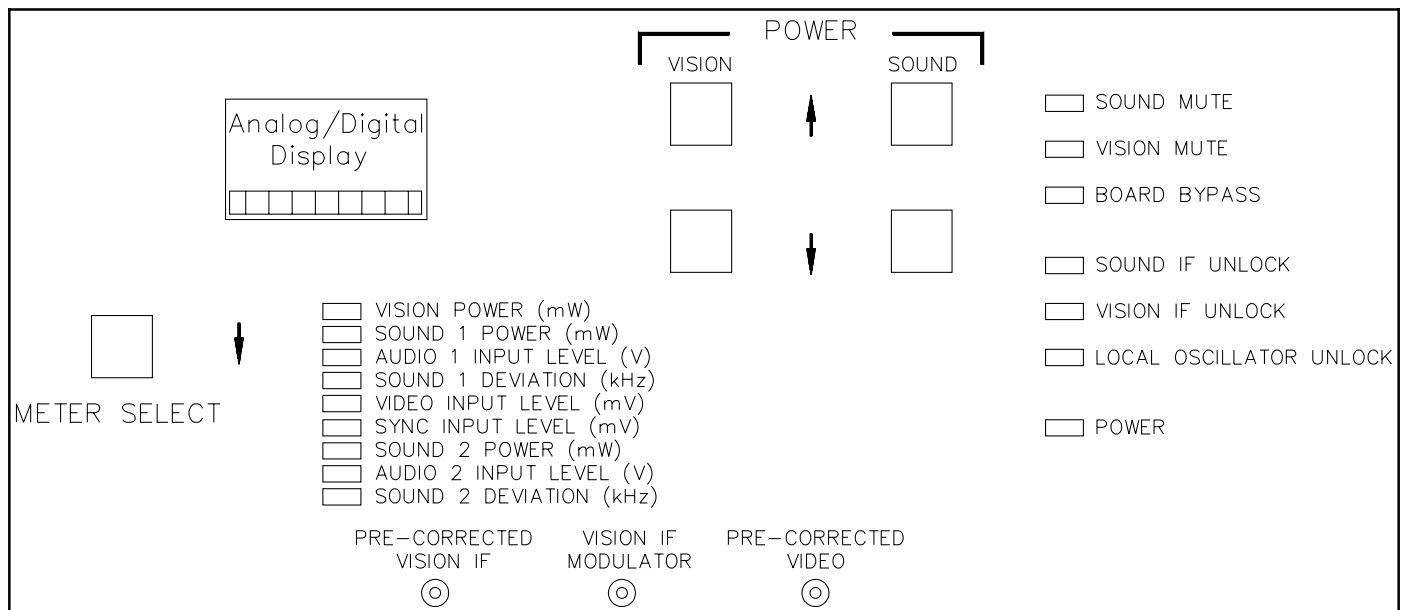 POWER
VISION
SOUND
Analog/Digital
Display
SOUND MUTE
VISION MUTE
BOARD BYPASS
SOUND IF UNLOCK
VISION IF UNLOCK
LOCAL OSCILLATOR UNLOCK
POWER
METER SELECT
VISION POWER (mW)
SOUND 1 POWER (mW)
AUDIO 1 INPUT LEVEL (V)
SOUND 1 DEVIATION (kHz)
VIDEO INPUT LEVEL (mV)
SYNC INPUT LEVEL (mV)
SOUND 2 POWER (mW)
AUDIO 2 INPUT LEVEL (V)
SOUND 2 DEVIATION (kHz)
PRE-CORRECTED
VISION IF
VISION IF
MODULATOR
PRE-CORRECTED
VIDEO